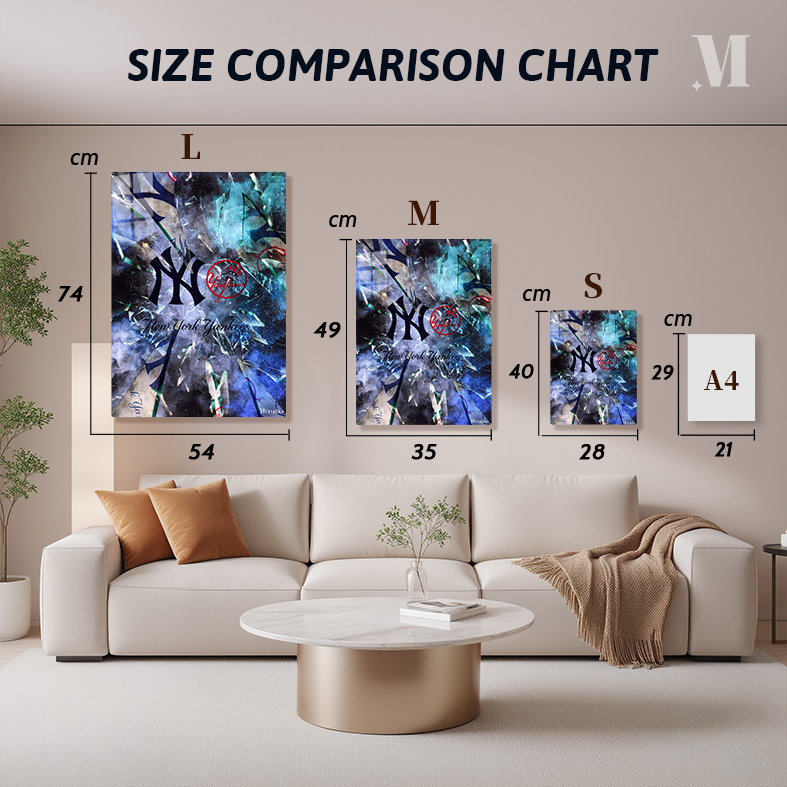 SIZE COMPARISON CHART
M
cm
L
74
54
NY
New York Yankees
cm
M
49
35
NY
New York Yankees
cm
S
40
28
NY
cm
A4
29
21